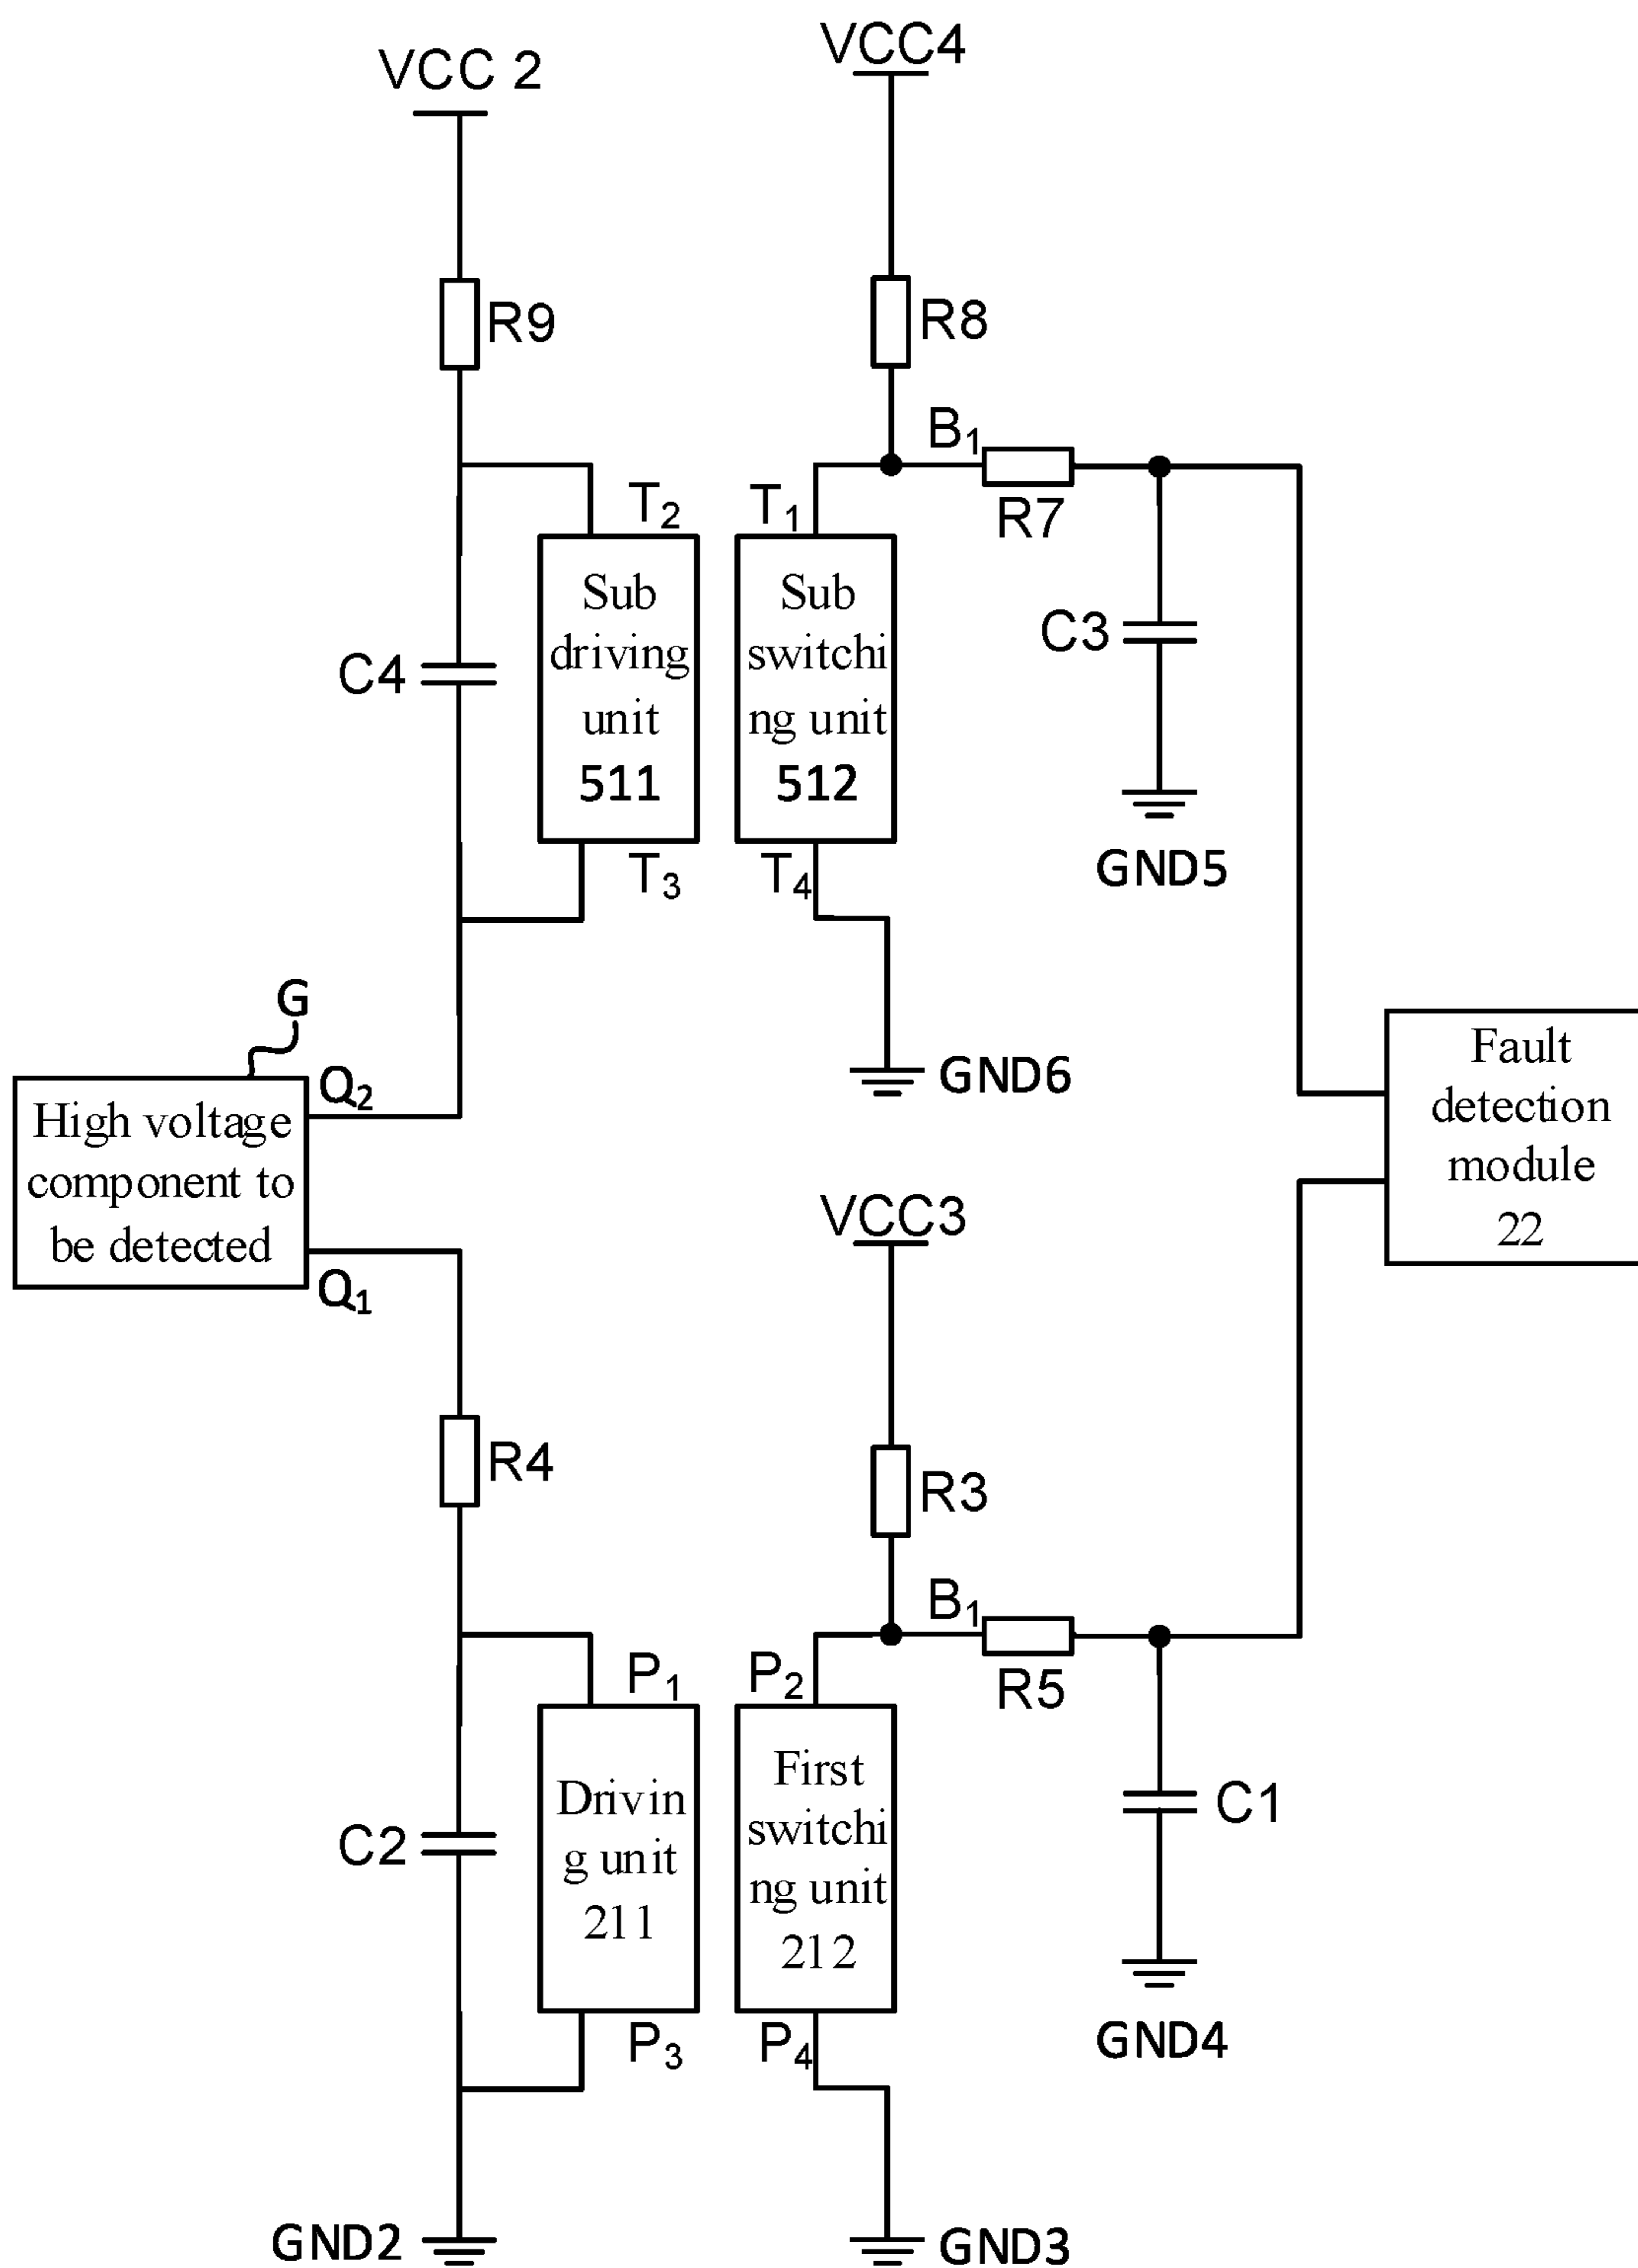 VCC 2
VCC4
R9
R8
B1
R7
T2
T1
Sub
driving
unit
511
Sub
switchi
ng unit
512
C4
C3
T3
T4
GND5
GND6
G
Q2
High voltage
component to
be detected
Q1
Fault
detection
module
22
VCC3
R4
R3
B1
R5
P1
P2
Drivin
g unit
211
First
switchi
ng unit
212
C2
C1
P3
P4
GND4
GND2
GND3